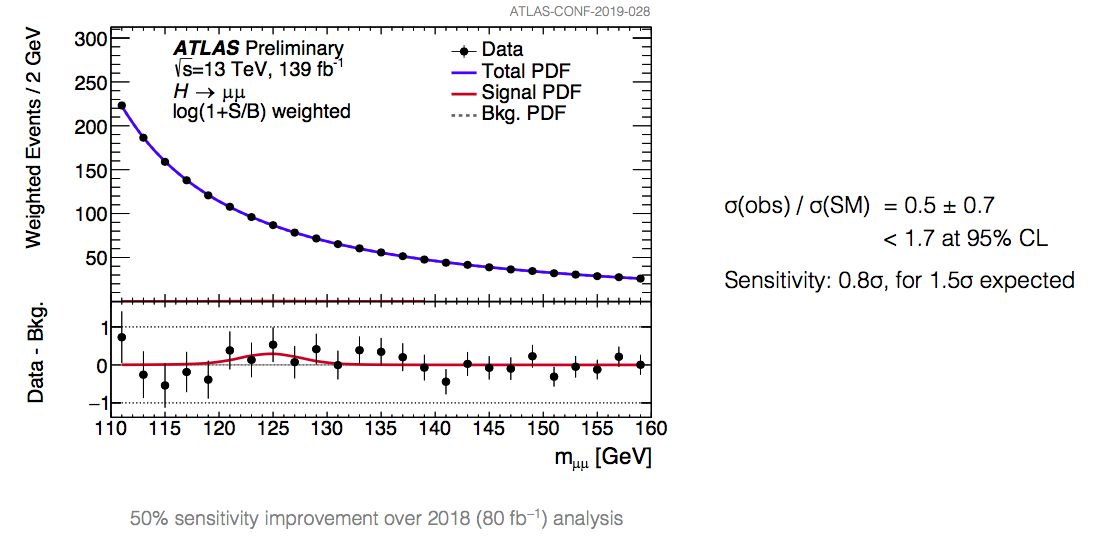 ATLAS-CONF-2019-028
ATLAS Preliminary
√s=13 TeV, 139 fb⁻¹
H → μμ
log(1+S/B) weighted
Data
Total PDF
Signal PDF
Bkg. PDF
Weighted Events / 2 GeV
300
250
200
150
100
50
Data - Bkg.
1
0
−1
110 115 120 125 130 135 140 145 150 155 160
mμμ [GeV]
σ(obs) / σ(SM) = 0.5 ± 0.7
< 1.7 at 95% CL
Sensitivity: 0.8σ, for 1.5σ expected
50% sensitivity improvement over 2018 (80 fb⁻¹) analysis